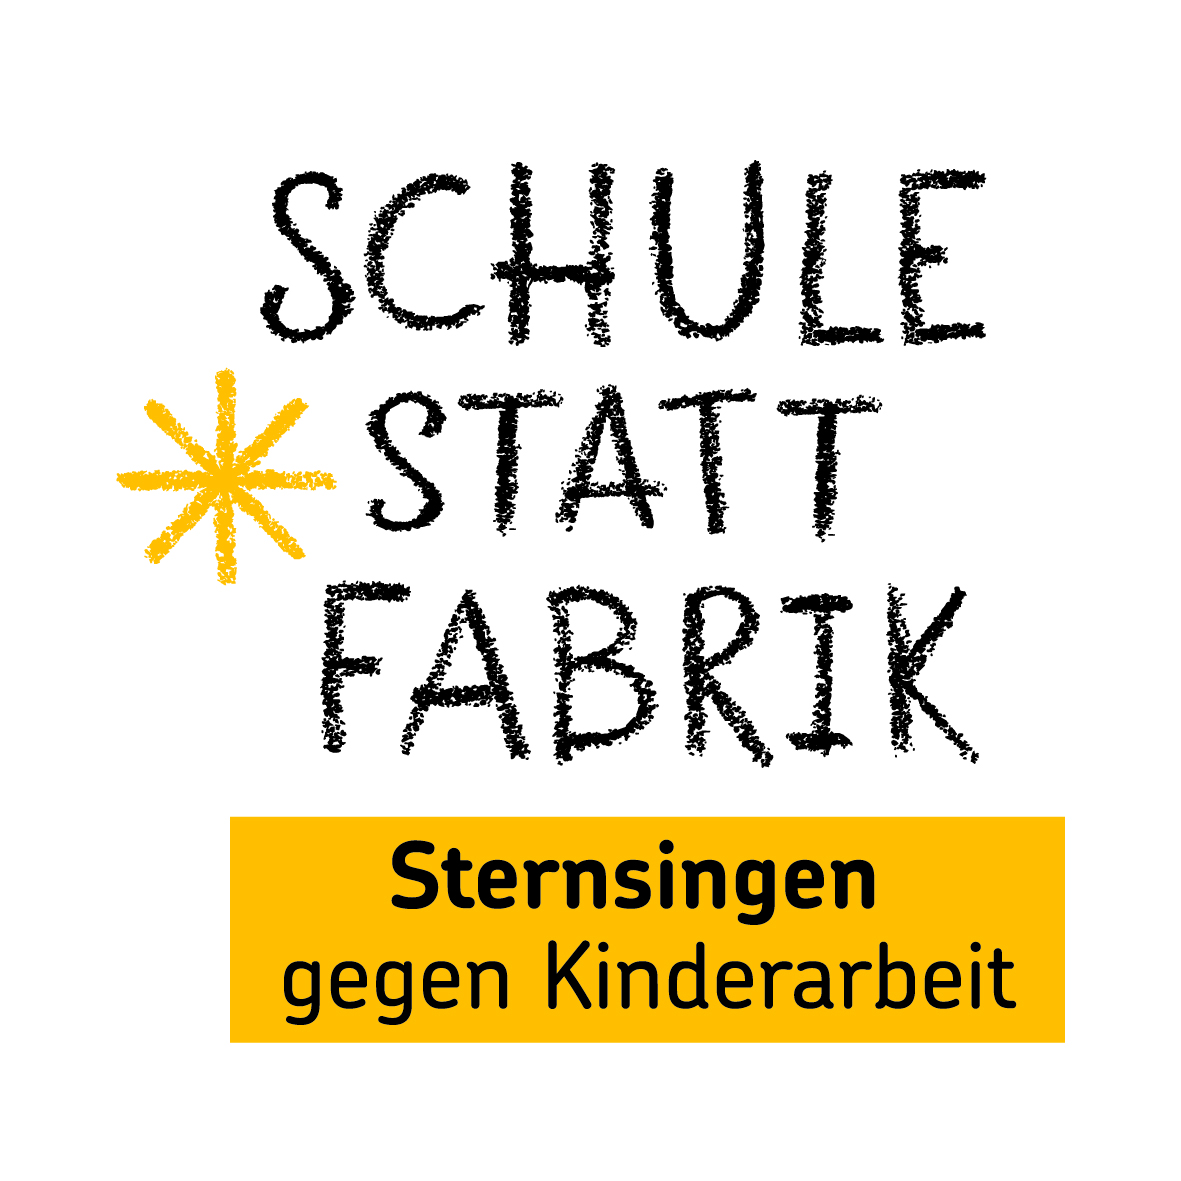 SCHULE
STATT
FABRIK
Sternsingen
gegen Kinderarbeit